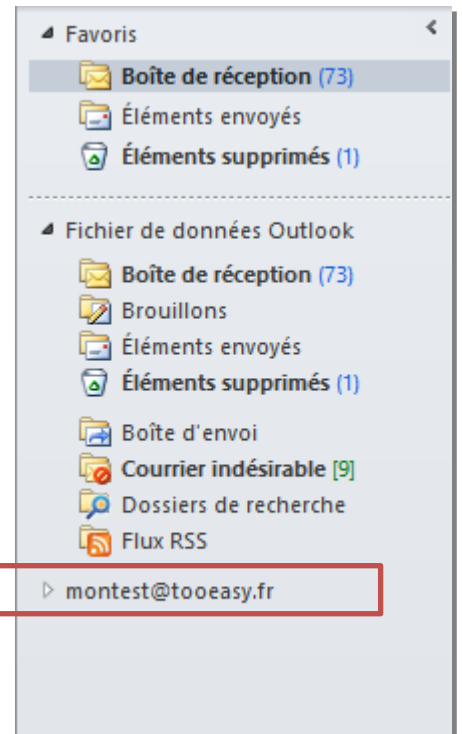 Favoris
Boîte de réception (73)
Éléments envoyés
Éléments supprimés (1)
Fichier de données Outlook
Boîte de réception (73)
Brouillons
Éléments envoyés
Éléments supprimés (1)
Boîte d'envoi
Courrier indésirable [9]
Dossiers de recherche
Flux RSS
montest@tooeasy.fr